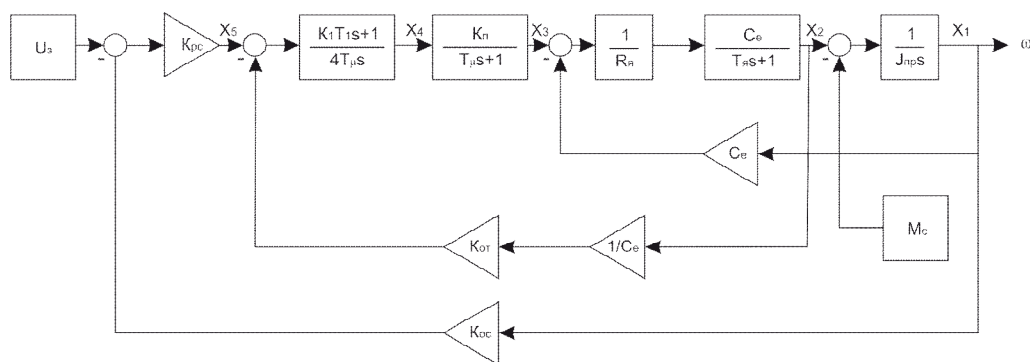 Uз
-
Kрс
X5
-
K1T1s+1
4Tμs
X4
Kп
Tμs+1
X3
-
1
Rя
Cе
Tяs+1
X2
-
1
Jпрs
X1
ω
Cе
Mс
Kот
1/Cе
Kос